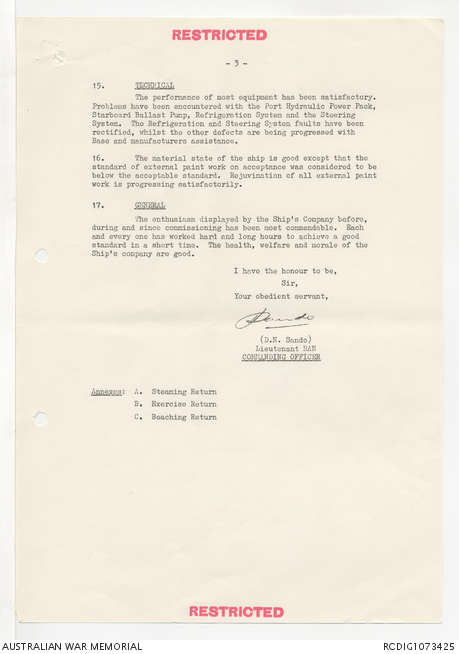 RESTRICTED
- 3 -
15. TECHNICAL
The performance of most equipment has been satisfactory.
Problems have been encountered with the Port Hydraulic Power Pack,
Starboard Ballast Pump, Refrigeration System and the Steering
System. The Refrigeration and Steering System faults have been
rectified, whilst the other defects are being progressed with
Base and manufacturers assistance.
16. The material state of the ship is good except that the
standard of external paint work on acceptance was considered to be
below the acceptable standard. Rejuvination of all external paint
work is progressing satisfactorily.
17. GENERAL
The enthusiasm displayed by the Ship's Company before,
during and since commissioning has been most commendable. Each
and every one has worked hard and long hours to achieve a good
standard in a short time. The health, welfare and morale of the
Ship's company are good.
I have the honour to be,
Sir,
Your obedient servant,
(D.N. Sando)
Lieutenant RAN
COMMANDING OFFICER
Annexes: A. Steaming Return
B. Exercise Return
C. Beaching Return
RESTRICTED
AUSTRALIAN WAR MEMORIAL
RCDIG1073425